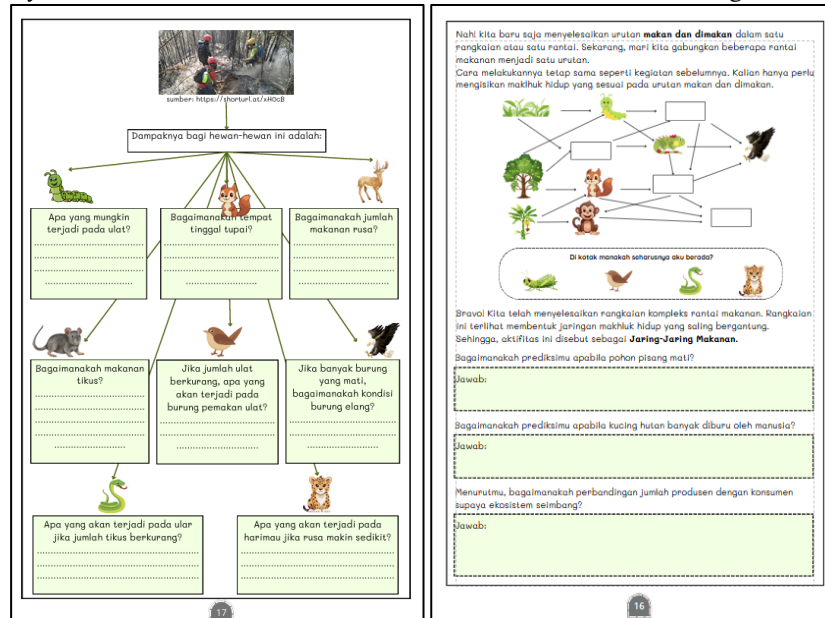 sumber: https://shorturl.at/xHOcB
Dampaknya bagi hewan-hewan ini adalah:
Apa yang mungkin
terjadi pada ulat?
Bagaimanakah tempat
tinggal tupai?
Bagaimanakah jumlah
makanan rusa?
Bagaimanakah makanan
tikus?
Jika jumlah ulat
berkurang, apa yang
akan terjadi pada
burung pemakan ulat?
Jika banyak burung
yang mati,
bagaimanakah kondisi
burung elang?
Apa yang akan terjadi pada ular
jika jumlah tikus berkurang?
Apa yang akan terjadi pada
harimau jika rusa makin sedikit?
17
Nah! kita baru saja menyelesaikan urutan makan dan dimakan dalam satu
rangkaian atau satu rantai. Sekarang, mari kita gabungkan beberapa rantai
makanan menjadi satu urutan.
Cara melakukannya tetap sama seperti kegiatan sebelumnya. Kalian hanya perlu
mengisikan maklhuk hidup yang sesuai pada urutan makan dan dimakan.
Di kotak manakah seharusnya aku berada?
Bravo! Kita telah menyelesaikan rangkaian kompleks rantai makanan. Rangkaian
ini terlihat membentuk jaringan makhluk hidup yang saling bergantung.
Sehingga, aktifitas ini disebut sebagai Jaring-Jaring Makanan.
Bagaimanakah prediksimu apabila pohon pisang mati?
Jawab:
Bagaimanakah prediksimu apabila kucing hutan banyak diburu oleh manusia?
Jawab:
Menurutmu, bagaimanakah perbandingan jumlah produsen dengan konsumen
supaya ekosistem seimbang?
Jawab:
16